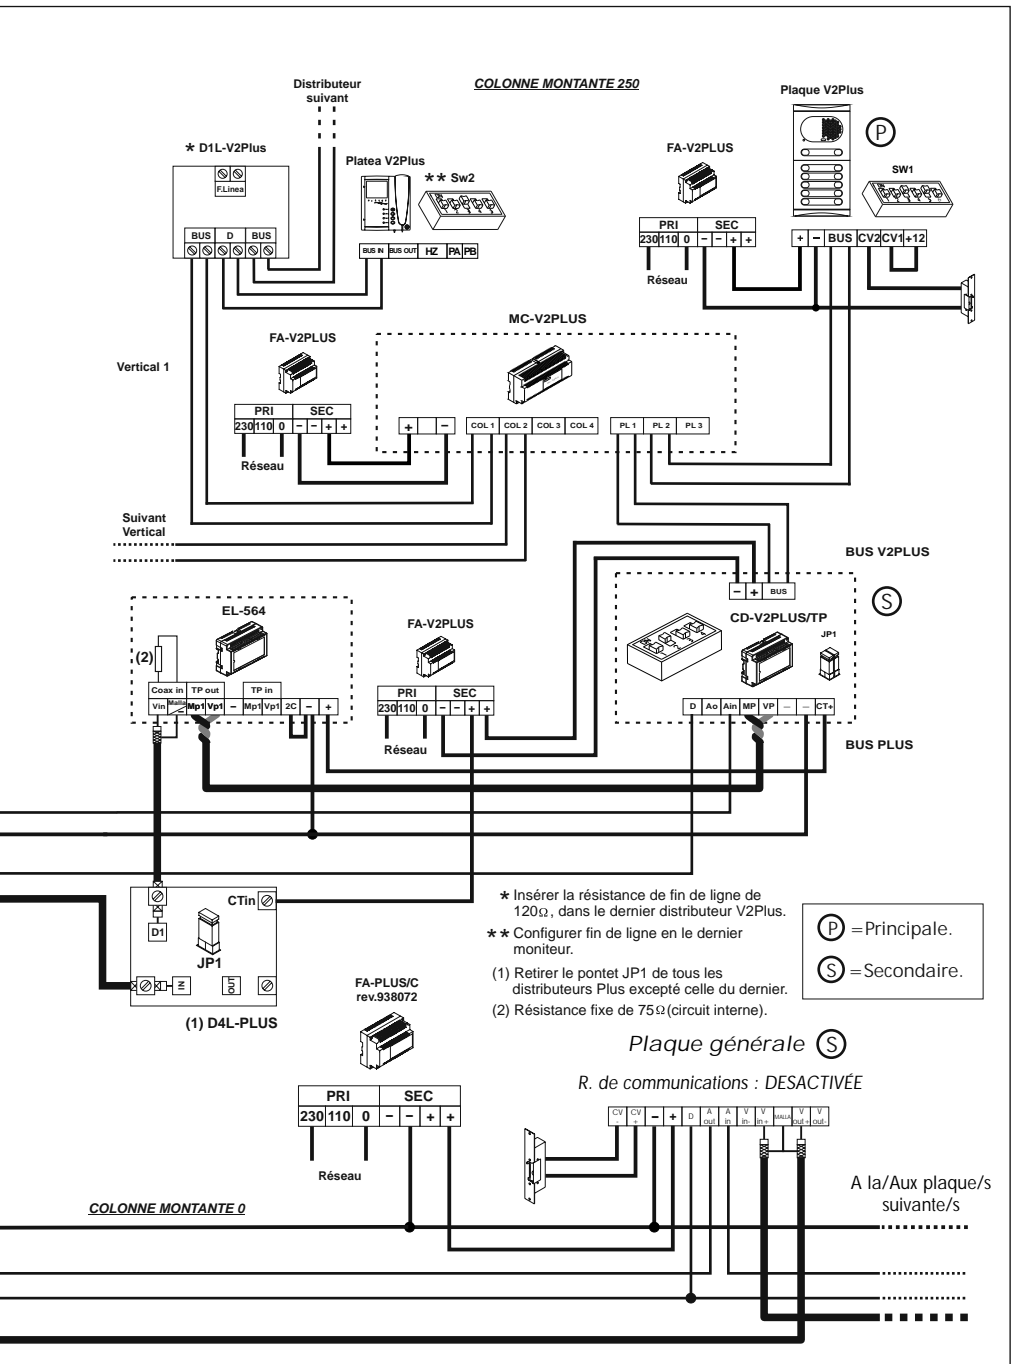 COLONNE MONTANTE 250
Distributeur
suivant
Plaque V2Plus
P
* D1L-V2Plus
F.Linea
BUS D BUS
Platea V2Plus
** Sw2
BUS IN BUS OUT HZ PA PB
FA-V2PLUS
PRI SEC
230 110 0 − − + +
Réseau
SW1
+ − BUS CV2 CV1 +12
MC-V2PLUS
FA-V2PLUS
Vertical 1
PRI SEC
230 110 0 − − + +
Réseau
+ −
COL 1 COL 2 COL 3 COL 4
PL 1 PL 2 PL 3
Suivant
Vertical
BUS V2PLUS
− + BUS
S
EL-564
(2)
Coax in TP out TP in
Vin Malla Mp1 Vp1 − Mp1 Vp1 2C − +
FA-V2PLUS
PRI SEC
230 110 0 − − + +
Réseau
CD-V2PLUS/TP
JP1
D Ao Ain MP VP — — CT+
BUS PLUS
CTin
D1
JP1
IN
OUT
(1) D4L-PLUS
* Insérer la résistance de fin de ligne de
120Ω, dans le dernier distributeur V2Plus.
** Configurer fin de ligne en le dernier
moniteur.
(1) Retirer le pontet JP1 de tous les
distributeurs Plus excepté celle du dernier.
(2) Résistance fixe de 75Ω(circuit interne).
P =Principale.
S =Secondaire.
FA-PLUS/C
rev.938072
PRI SEC
230 110 0 − − + +
Réseau
Plaque générale S
R. de communications : DESACTIVÉE
CV - CV + − + D A out A in V in- V in+ MALLA V out+ V out-
A la/Aux plaque/s
suivante/s
COLONNE MONTANTE 0